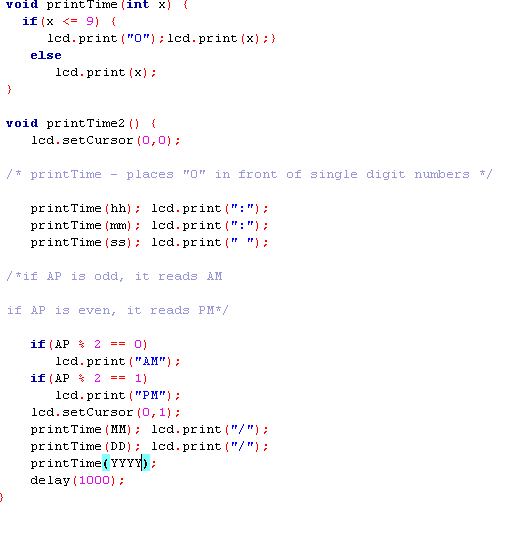 void printTime(int x) {
if(x <= 9) {
lcd.print("0");lcd.print(x);}
else
lcd.print(x);
}
void printTime2() {
lcd.setCursor(0,0);
/* printTime - places "0" in front of single digit numbers */
printTime(hh); lcd.print(":");
printTime(mm); lcd.print(":");
printTime(ss); lcd.print(" ");
/*if AP is odd, it reads AM
if AP is even, it reads PM*/
if(AP % 2 == 0)
lcd.print("AM");
if(AP % 2 == 1)
lcd.print("PM");
lcd.setCursor(0,1);
printTime(MM); lcd.print("/");
printTime(DD); lcd.print("/");
printTime(YYYY);
delay(1000);
}